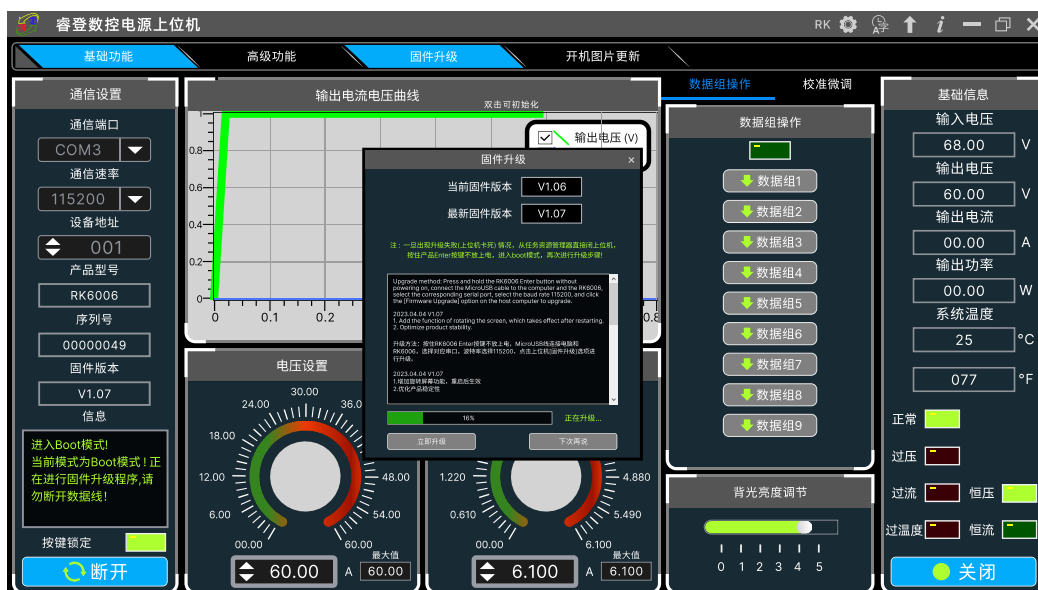 睿登数控电源上位机
RK
基础功能
高级功能
固件升级
开机图片更新
通信设置
通信端口
COM3
通信速率
115200
设备地址
001
产品型号
RK6006
序列号
00000049
固件版本
V1.07
信息
进入Boot模式!
当前模式为Boot模式！正
在进行固件升级程序,请
勿断开数据线!
按键锁定
断开
输出电流电压曲线
双击可初始化
输出电压 (V)
1
0.8
0.6
0.4
0.2
0
0
0.1
0.2
0.8
固件升级
×
当前固件版本
V1.06
最新固件版本
V1.07
注：一旦出现升级失败(上位机卡死) 情况，从任务资源管理器直接闭上位机，
按住产品Enter按键不放上电，进入boot模式，再次进行升级步骤!
Upgrade method: Press and hold the RK6006 Enter button without
powering on, connect the MicroUSB cable to the computer and the RK6006,
select the corresponding serial port, select the baud rate 115200, and click
the [Firmware Upgrade] option on the host computer to upgrade.
2023.04.04 V1.07
1. Add the function of rotating the screen, which takes effect after restarting.
2. Optimize product stability.
升级方法：按住RK6006 Enter按键不放上电，MicroUSB线连接电脑和
RK6006，选择对应串口，波特率选择115200，点击上位机[固件升级]选项进
行升级。
2023.04.04 V1.07
1.增加旋转屏幕功能，重启后生效
2.优化产品稳定性
16%
正在升级...
立即升级
下次再说
电压设置
00.00
6.00
12.00
18.00
24.00
30.00
36.0
48.00
54.00
60.00
最大值
60.00
A
60.00
00.00
0.610
1.220
4.880
5.490
6.100
最大值
6.100
A
6.100
数据组操作
校准微调
数据组操作
数据组1
数据组2
数据组3
数据组4
数据组5
数据组6
数据组7
数据组8
数据组9
背光亮度调节
0 1 2 3 4 5
基础信息
输入电压
68.00 V
输出电压
60.00 V
输出电流
00.00 A
输出功率
00.00 W
系统温度
25 °C
077 °F
正常
过压
过流
恒压
过温度
恒流
关闭